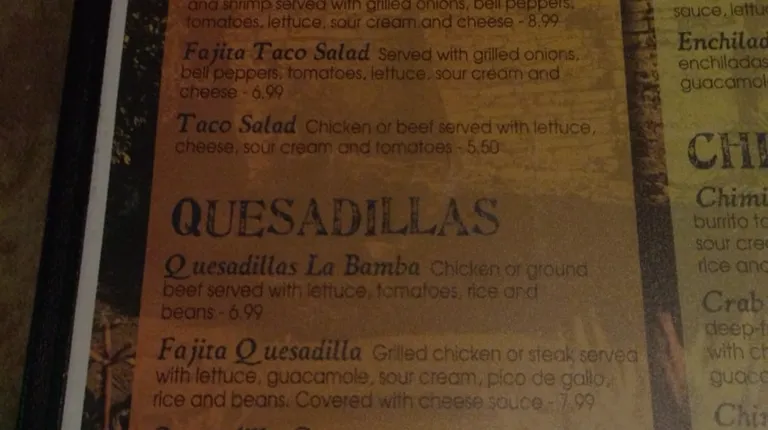 and shrimp served with grilled onions, bell peppers,
tomatoes, lettuce, sour cream and cheese - 8.99
Fajita Taco Salad Served with grilled onions,
bell peppers, tomatoes, lettuce, sour cream and
cheese - 6.99
Taco Salad Chicken or beef served with lettuce,
cheese, sour cream and tomatoes - 5.50
QUESADILLAS
Quesadillas La Bamba Chicken or ground
beef served with lettuce, tomatoes, rice and
beans - 6.99
Fajita Quesadilla Grilled chicken or steak served
with lettuce, guacamole, sour cream, pico de gallo,
rice and beans. Covered with cheese sauce - 7.99
sauce, lettu
Enchilad
enchiladas
guacamole
CHI
Chimi
burrito to
sour crea
rice and
Crab
deep-f
with ch
guaca
Chim